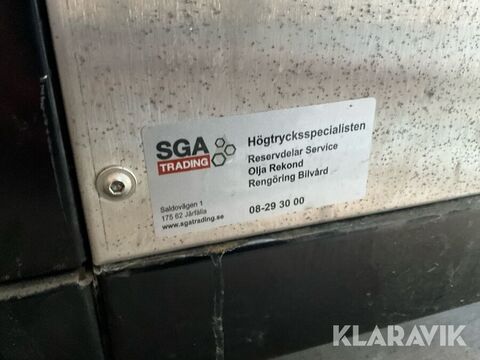 SGA
TRADING
Högtrycksspecialisten
Reservdelar Service
Olja Rekond
Rengöring Bilvård
Saldovägen 1
175 62 Järfälla
www.sgatrading.se
08-29 30 00
KLARAVIK